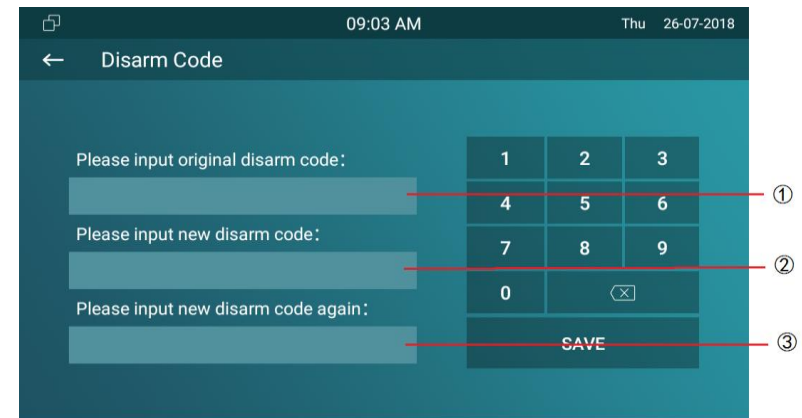 09:03 AM Thu 26-07-2018
Disarm Code
Please input original disarm code：
1 2 3
①
4 5 6
Please input new disarm code：
7 8 9
②
0
Please input new disarm code again：
SAVE
③